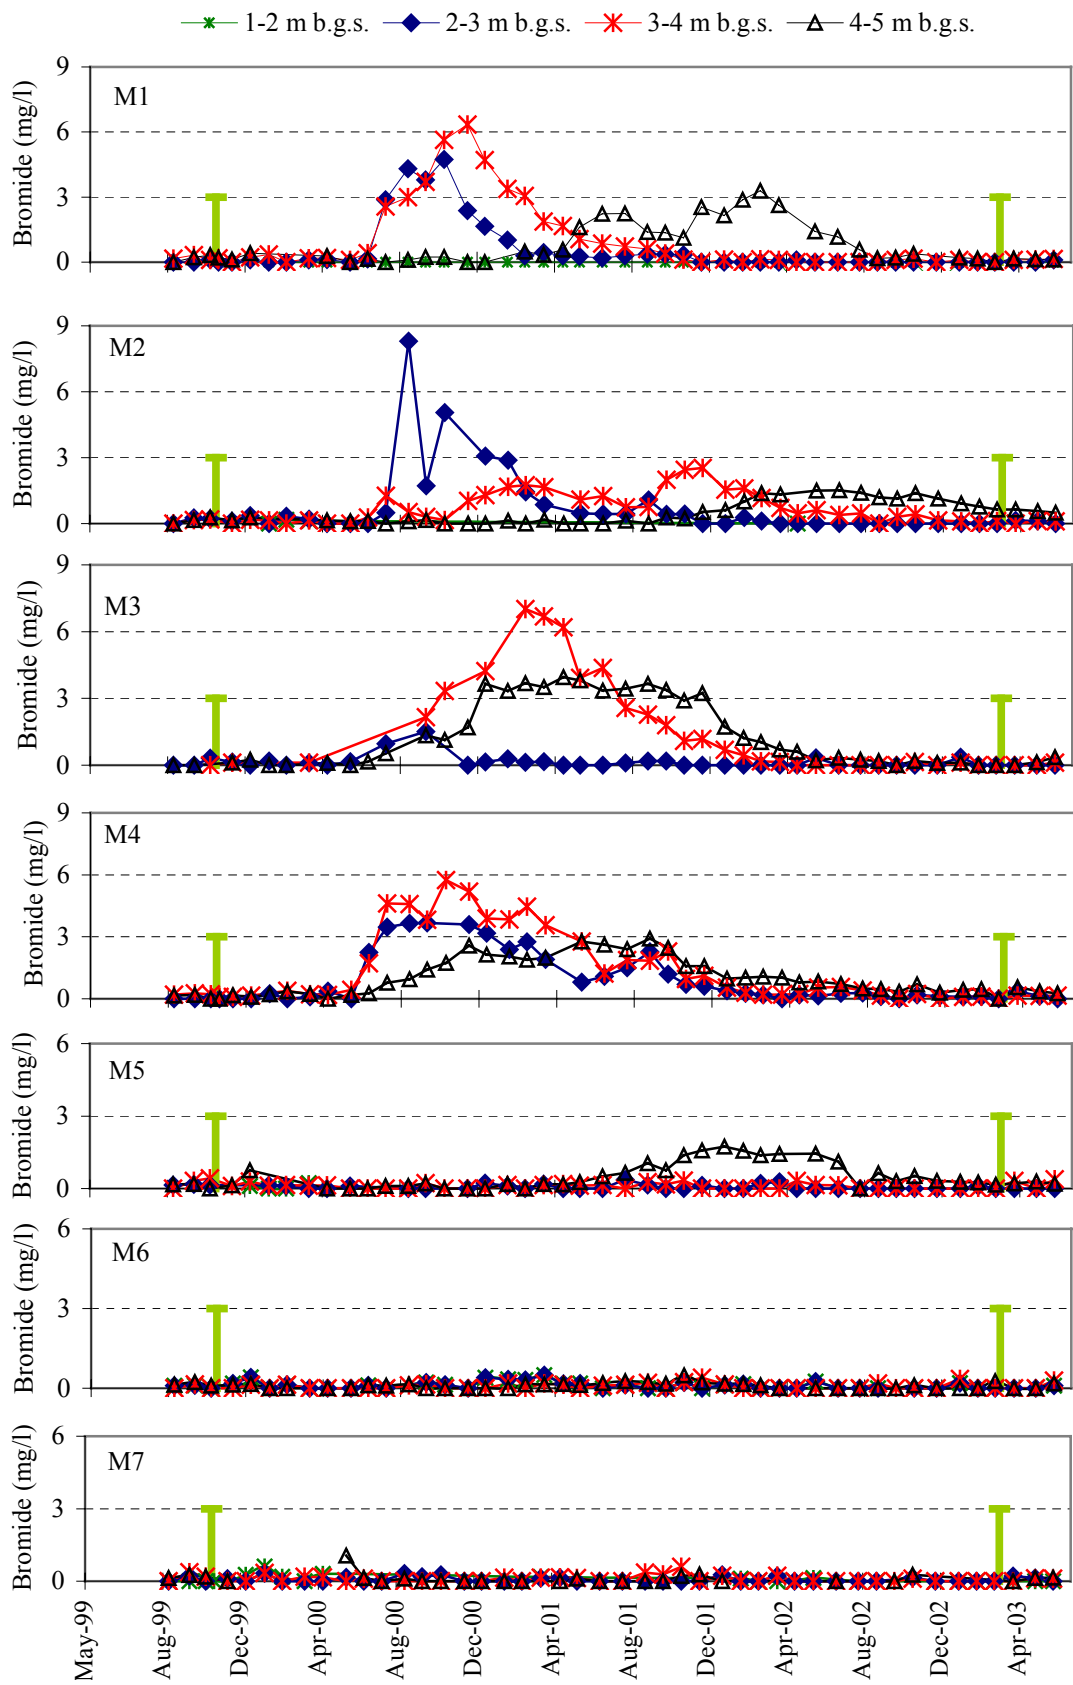 1-2 m b.g.s. 2-3 m b.g.s. 3-4 m b.g.s. 4-5 m b.g.s.
M1
Bromide (mg/l)
9
6
3
0
M2
Bromide (mg/l)
9
6
3
0
M3
Bromide (mg/l)
9
6
3
0
M4
Bromide (mg/l)
9
6
3
0
M5
Bromide (mg/l)
6
3
0
M6
Bromide (mg/l)
6
3
0
M7
Bromide (mg/l)
6
3
0
May-99 Aug-99 Dec-99 Apr-00 Aug-00 Dec-00 Apr-01 Aug-01 Dec-01 Apr-02 Aug-02 Dec-02 Apr-03